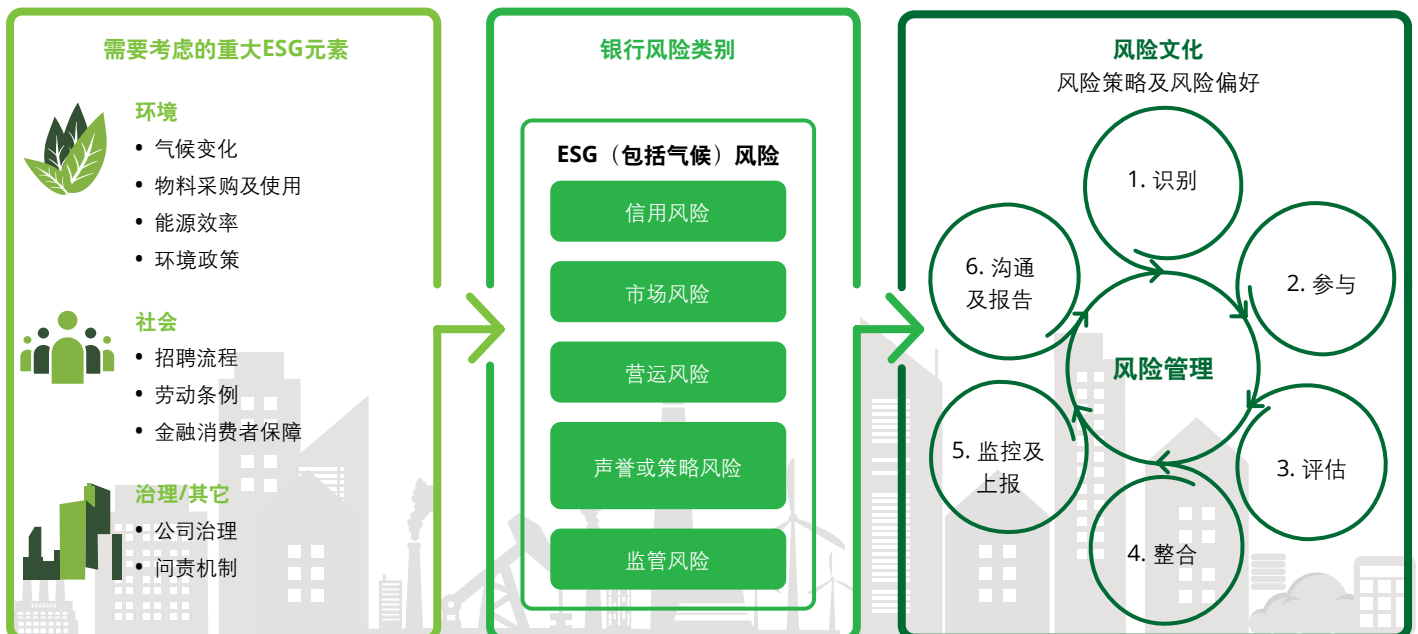 需要考虑的重大ESG元素
环境
• 气候变化
• 物料采购及使用
• 能源效率
• 环境政策
社会
• 招聘流程
• 劳动条例
• 金融消费者保障
治理/其它
• 公司治理
• 问责机制
银行风险类别
ESG（包括气候）风险
信用风险
市场风险
营运风险
声誉或策略风险
监管风险
风险文化
风险策略及风险偏好
1. 识别
2. 参与
3. 评估
4. 整合
5. 监控及
上报
6. 沟通
及报告
风险管理